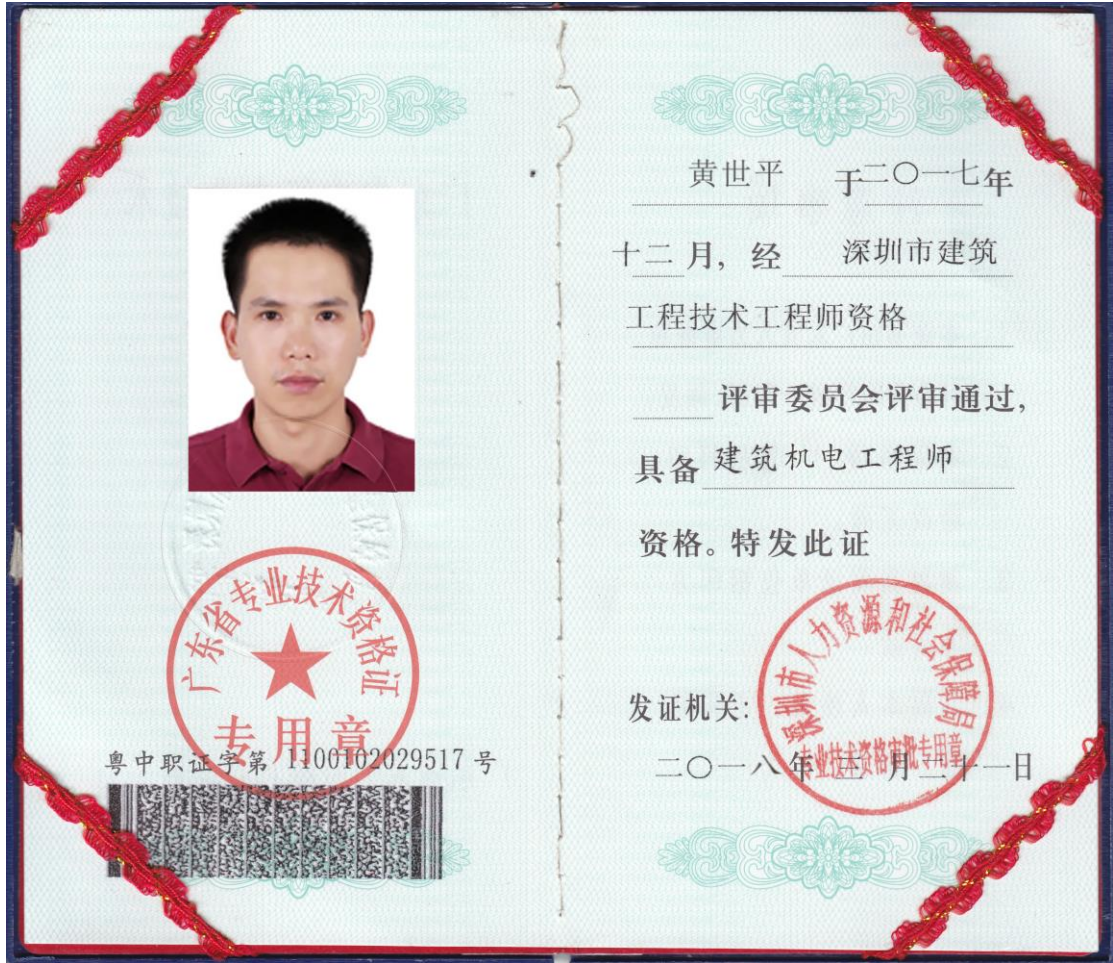 广东省专业技术资格证
专用章
粤中职证字第 1100102029517 号
黄世平 于二〇一七年
十二月，经 深圳市建筑
工程技术工程师资格
评审委员会评审通过，
具备 建筑机电工程师
资格。特发此证
深圳市人力资源和社会保障局
专业技术资格审批专用章
发证机关：
二〇一八年三月二十一日